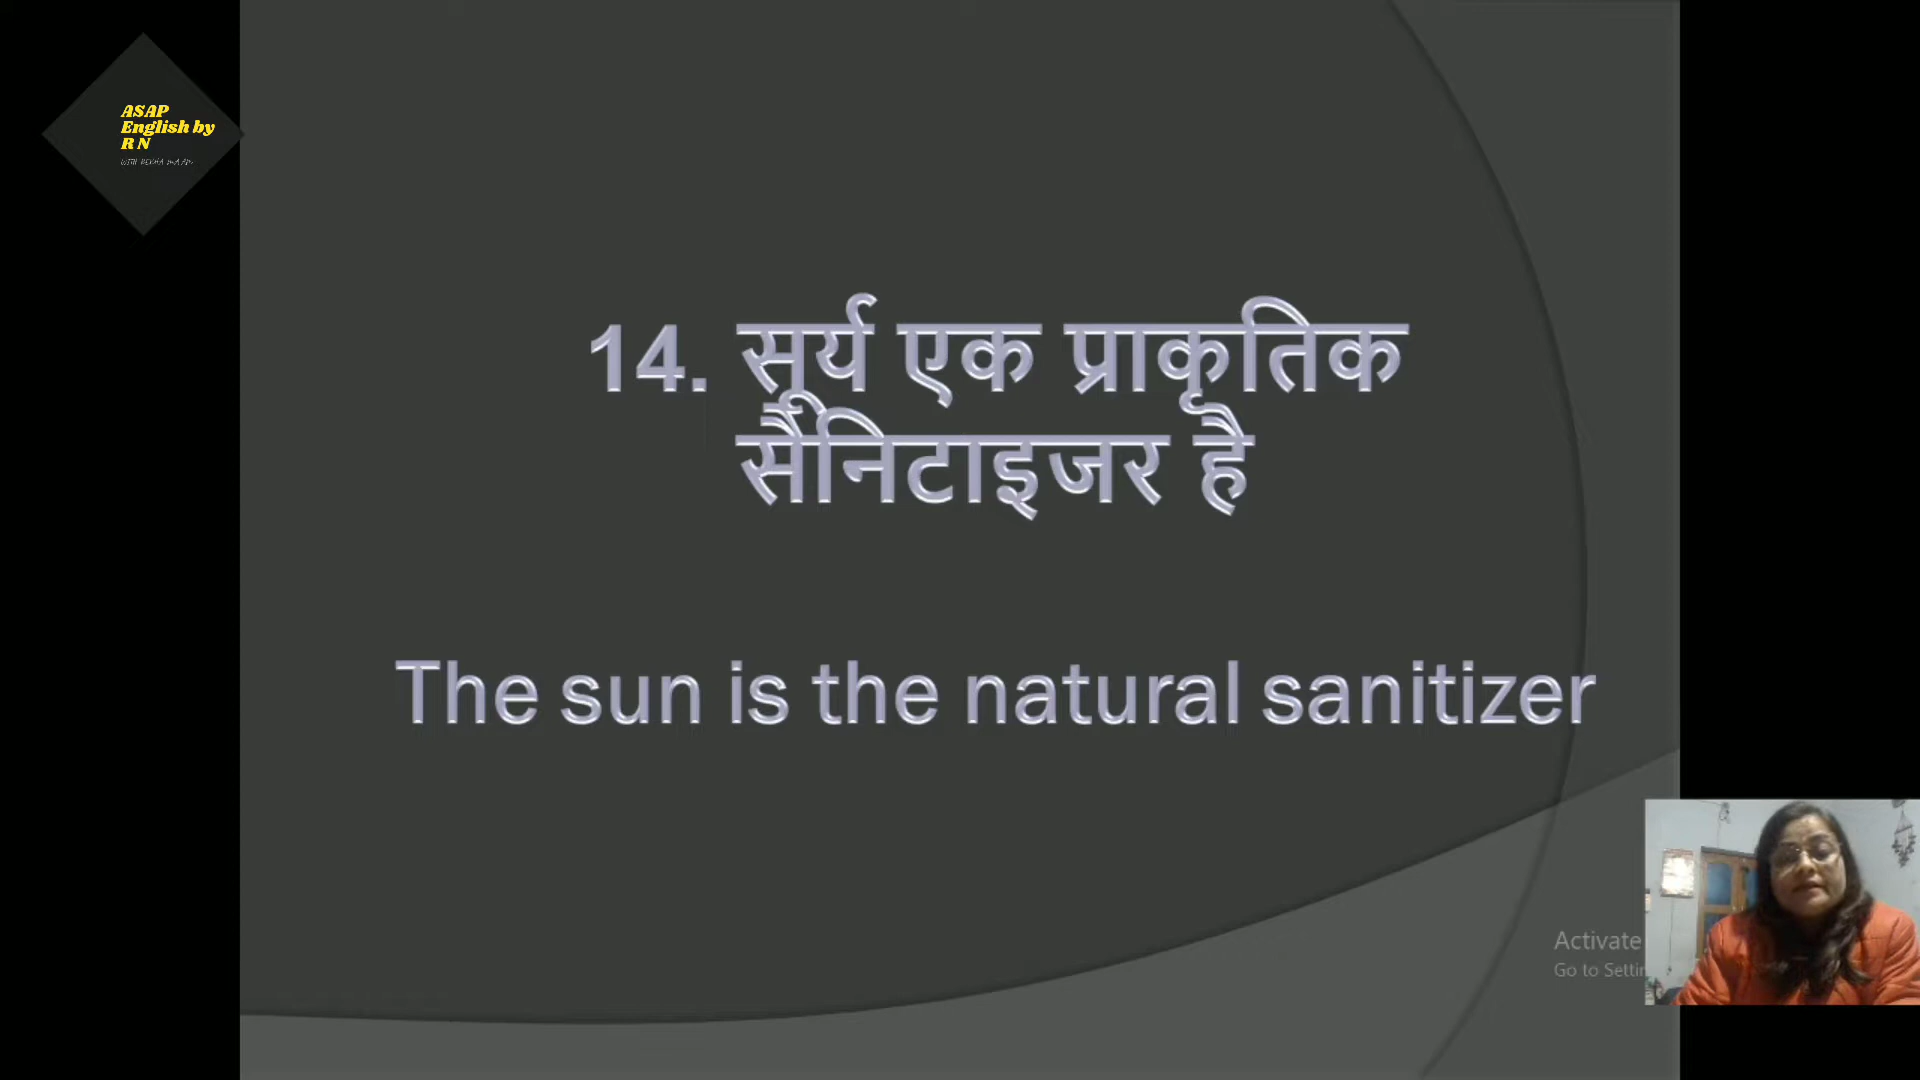 ASAP
English by
R N
14. सूर्य एक प्राकृतिक
सैनिटाइजर है
The sun is the natural sanitizer
Activate
Go to Settin